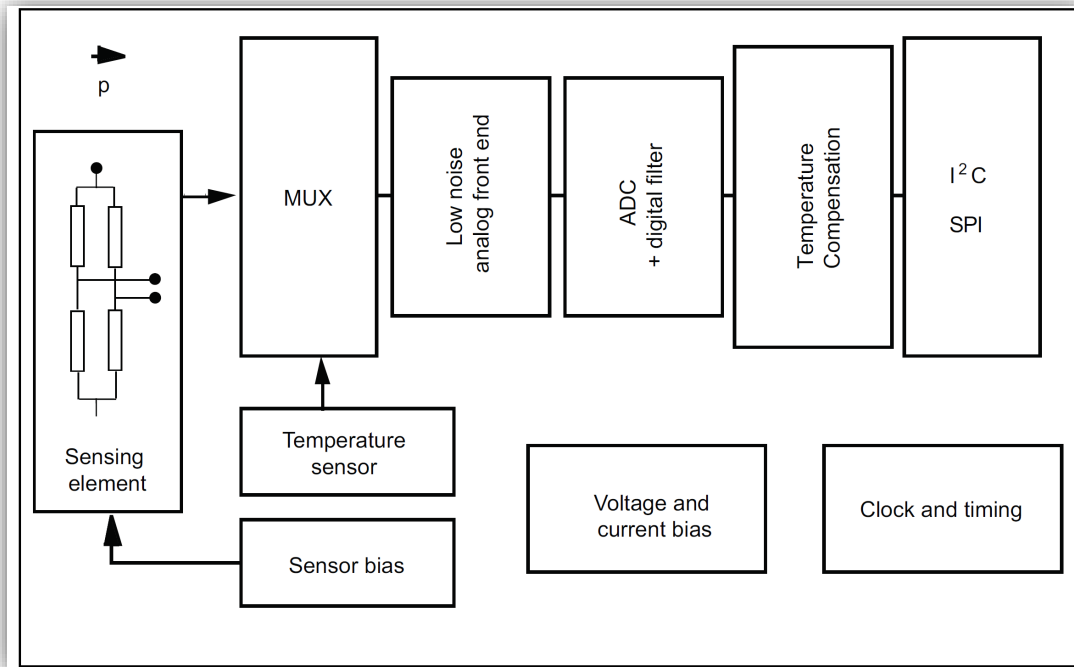 p
Sensing
element
MUX
Low noise
analog front end
ADC
+ digital filter
Temperature
Compensation
I²C
SPI
Temperature
sensor
Sensor bias
Voltage and
current bias
Clock and timing